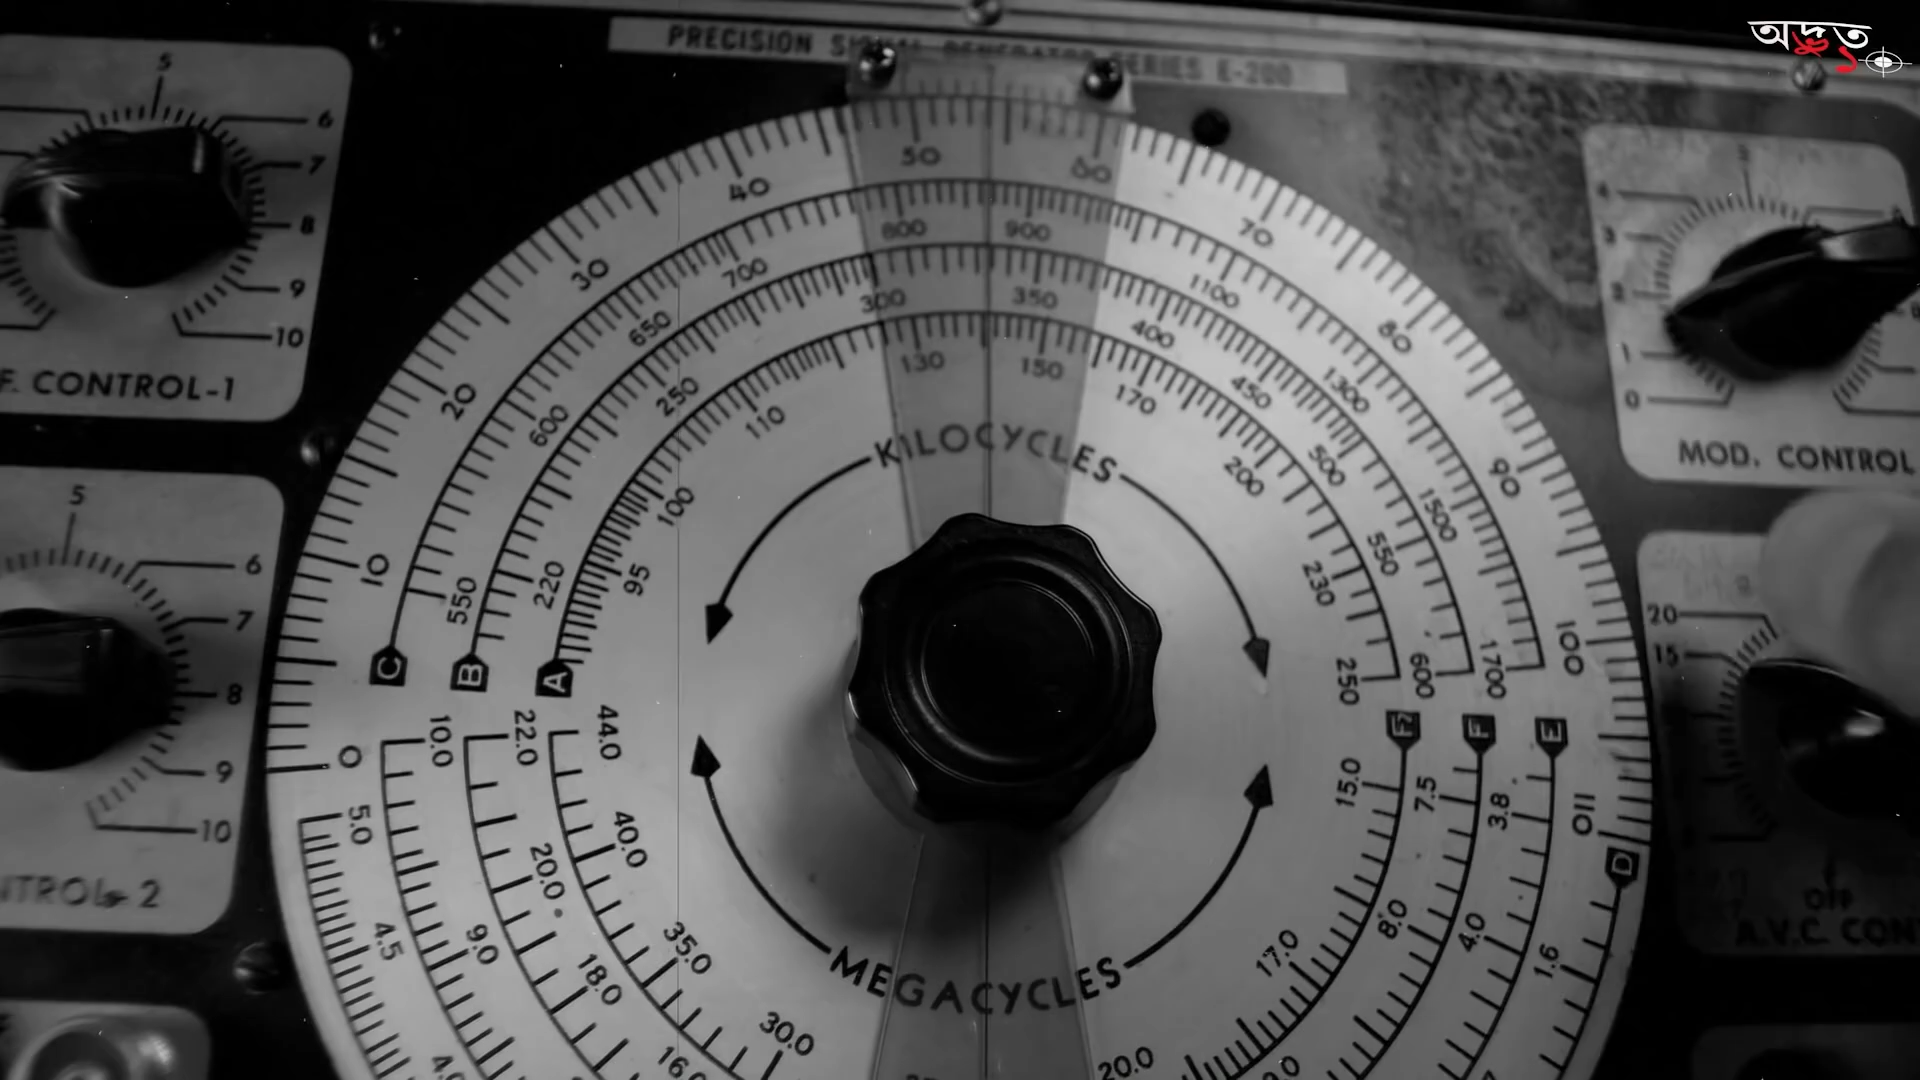 PRECISION SIGNAL GENERATOR SERIES E-200
অদ্ভুত
5
6
7
8
9
10
F. CONTROL-1
5
6
7
8
9
10
NTROL-2
4
3
1
0
MOD. CONTROL
20
15
OFF
A.V.C. CON
0 10 20 30 40 50 60 70 80 90 100 110
C 550 600 650 700 800 900 1100 1300 1500 1700
B 220 250 300 350 400 450 500 550 600
A 95 100 110 130 150 170 200 230 250
KILOCYCLES
MEGACYCLES
5.0 4.5
10.0 9.0
22.0 20.0 18.0
44.0 40.0 35.0 30.0
15.0 17.0 20.0
F 7.5 8.0
E 3.8 4.0
D 1.6